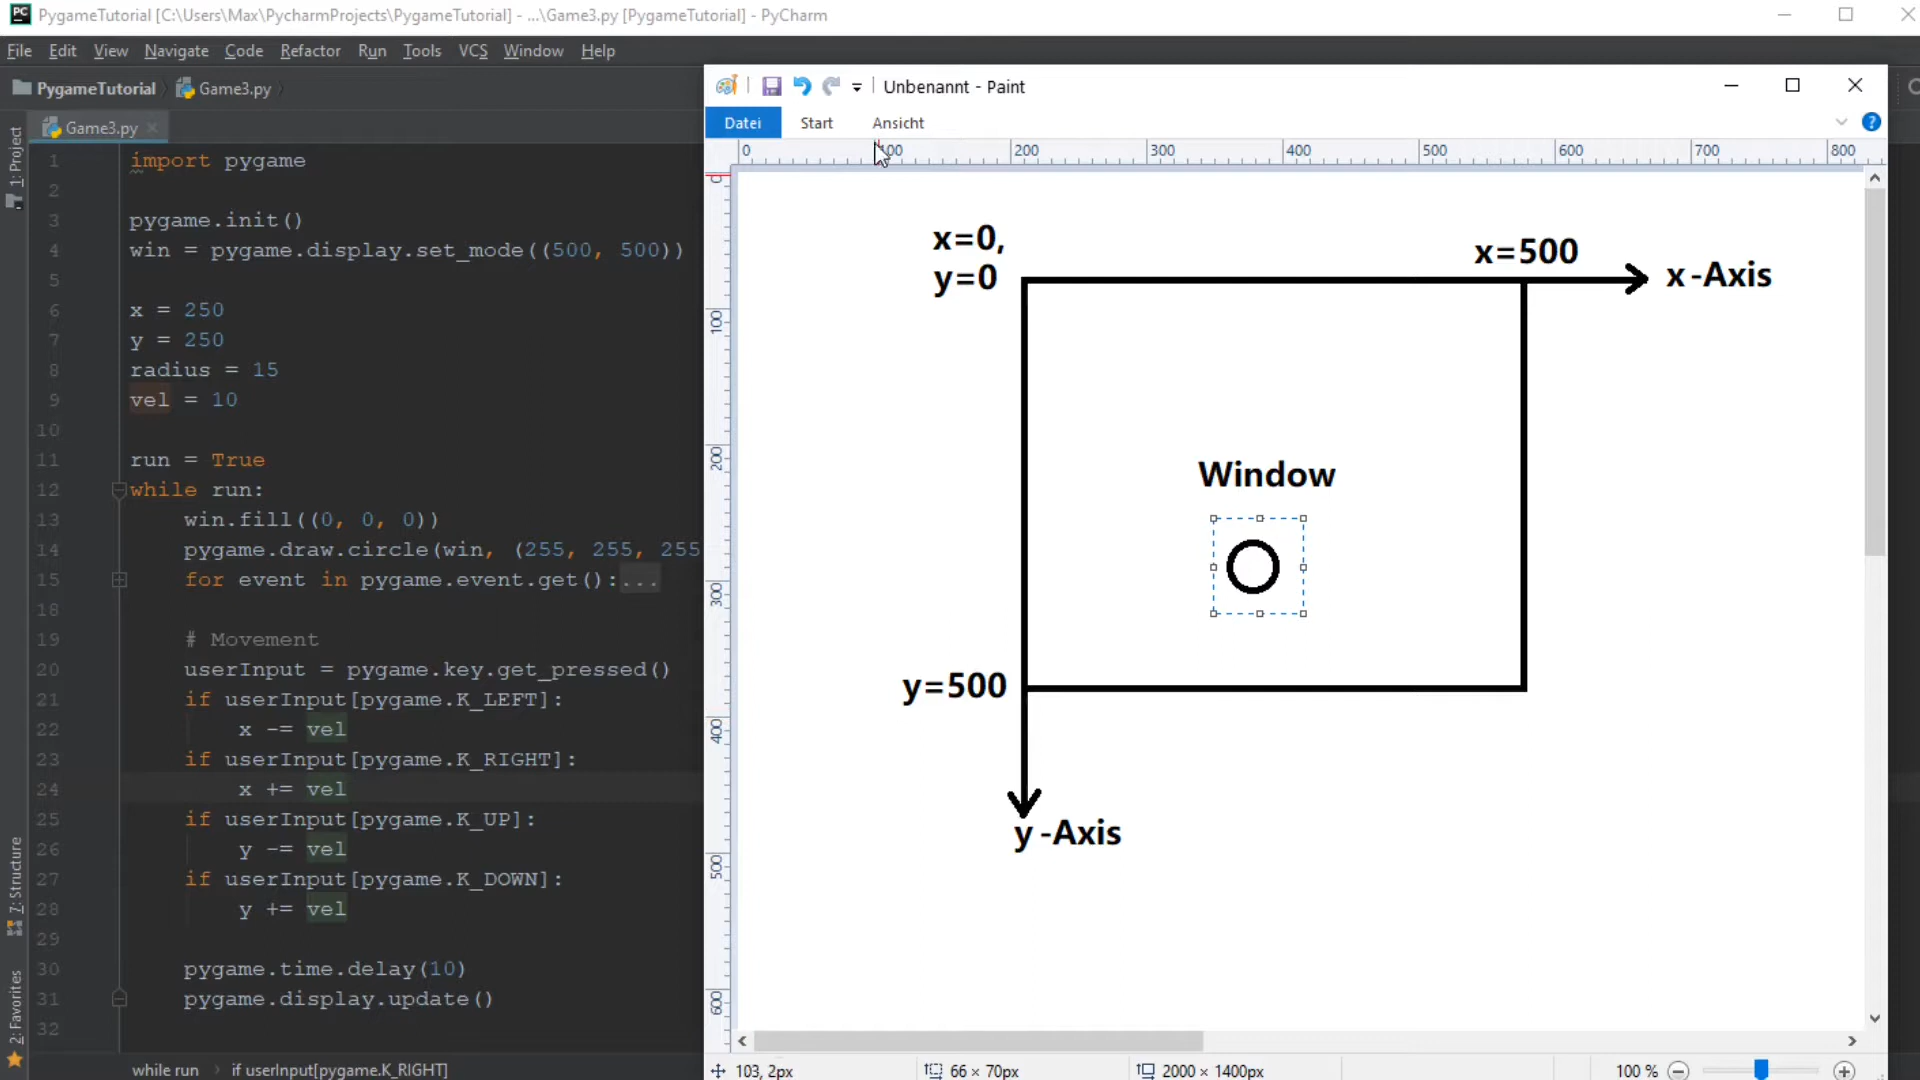 PC PygameTutorial [C:\Users\Max\PycharmProjects\PygameTutorial] - ...\Game3.py [PygameTutorial] - PyCharm
File Edit View Navigate Code Refactor Run Tools VCS Window Help
PygameTutorial Game3.py
Game3.py
1: Project
7: Structure
2: Favorites
1 import pygame
2
3 pygame.init()
4 win = pygame.display.set_mode((500, 500))
5
6 x = 250
7 y = 250
8 radius = 15
9 vel = 10
10
11 run = True
12 while run:
13 win.fill((0, 0, 0))
14 pygame.draw.circle(win, (255, 255, 255
15 for event in pygame.event.get():...
18
19 # Movement
20 userInput = pygame.key.get_pressed()
21 if userInput[pygame.K_LEFT]:
22 x -= vel
23 if userInput[pygame.K_RIGHT]:
24 x += vel
25 if userInput[pygame.K_UP]:
26 y -= vel
27 if userInput[pygame.K_DOWN]:
28 y += vel
29
30 pygame.time.delay(10)
31 pygame.display.update()
32
while run if userInput[pygame.K_RIGHT]
Unbenannt - Paint
Datei Start Ansicht
0 100 200 300 400 500 600 700 800
0
100
200
300
400
500
600
x=0,
y=0
x=500
x-Axis
Window
y=500
y-Axis
103, 2px 66 × 70px 2000 × 1400px 100 %